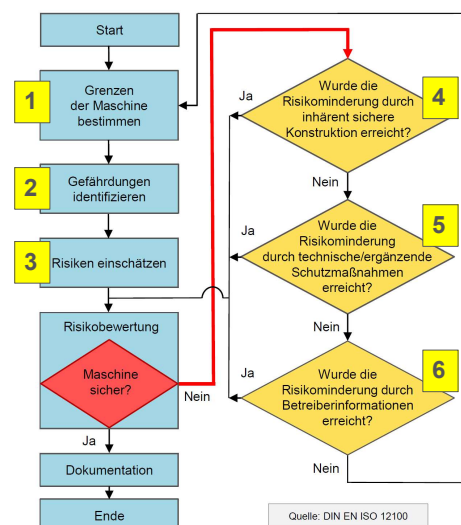 Start
1
Grenzen
der Maschine
bestimmen
2
Gefährdungen
identifizieren
3
Risiken einschätzen
Risikobewertung
Maschine
sicher?
Nein
Ja
Dokumentation
Ende
4
Ja
Wurde die
Risikominderung durch
inhärent sichere
Konstruktion erreicht?
Nein
5
Ja
Wurde die
Risikominderung
durch technische/ergänzende
Schutzmaßnahmen
erreicht?
Nein
6
Ja
Wurde die
Risikominderung durch
Betreiberinformationen
erreicht?
Nein
Quelle: DIN EN ISO 12100